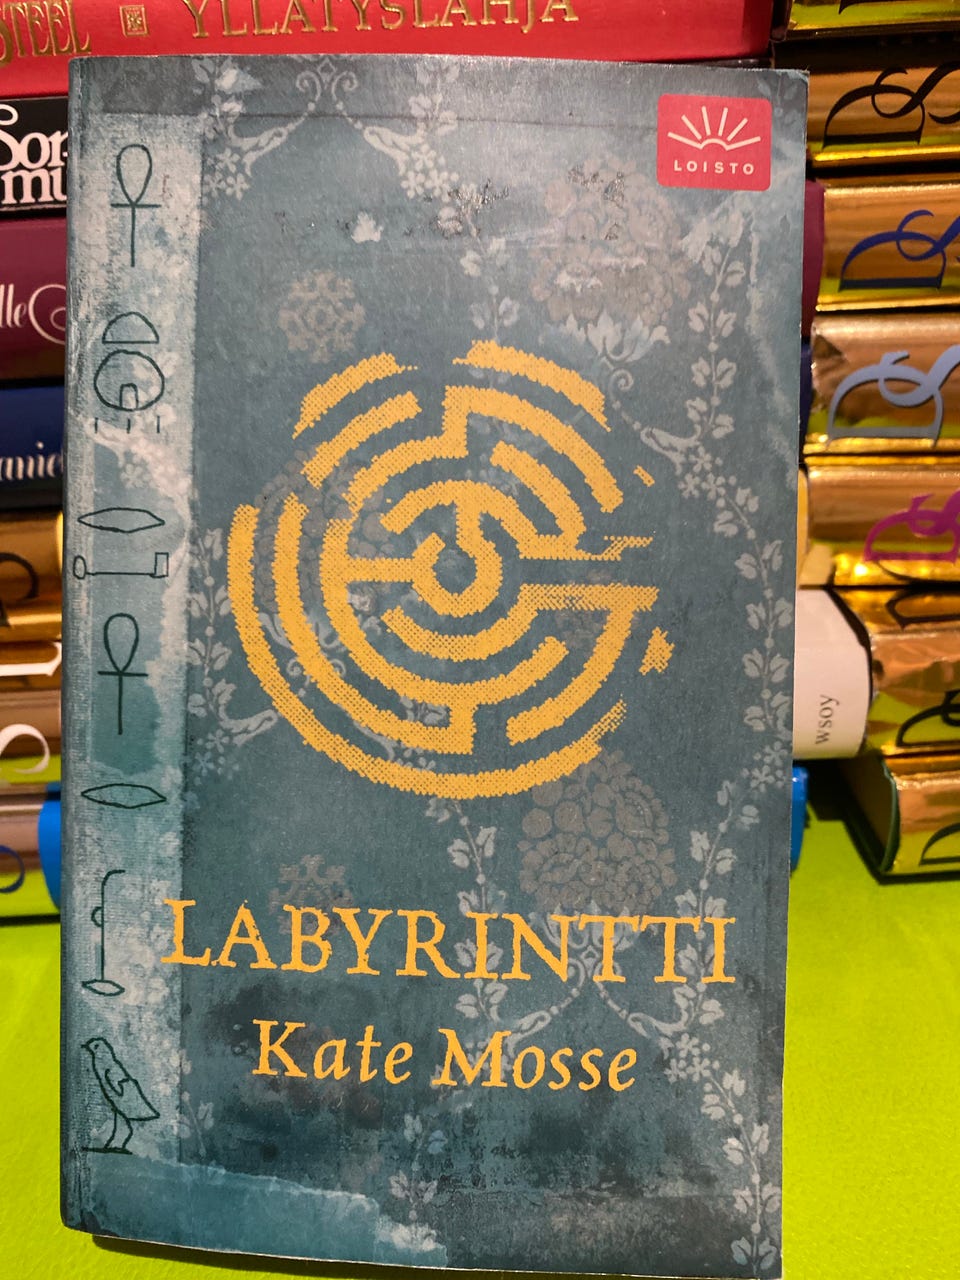 STEEL YLLÄTYSLAHJA
LOISTO
LABYRINTTI
Kate Mosse
wsoy